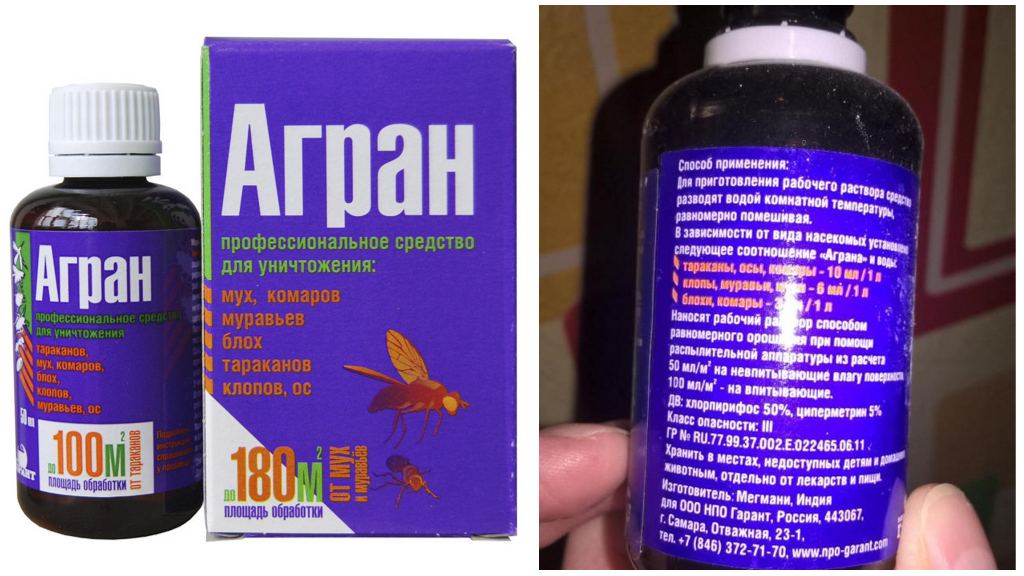 Агран
профессиональное средство
для уничтожения
тараканов,
мух, комаров,
блох,
клопов,
муравьев, ос
50 мл
до 100м²
площадь обработки
от тараканов
Агран
профессиональное средство
для уничтожения:
мух, комаров
муравьев
блох
тараканов
клопов, ос
до 180м²
площадь обработки
от мух
и муравьев
Способ применения:
Для приготовления рабочего раствора средство
разводят водой комнатной температуры,
равномерно помешивая.
В зависимости от вида насекомых установлено
следующее соотношение «Аграна» и воды:
тараканы, осы, комары - 10 мл/1 л
клопы, муравьи, - 6 мл/1 л
блохи, комары - /1 л
Наносят рабочий раствор способом
равномерного орошения при помощи
распылительной аппаратуры из расчета
50 мл/м² на невпитывающие влагу поверхности,
100 мл/м² - на впитывающие.
ДВ: хлорпирифос 50%, циперметрин 5%
Класс опасности: III
ГР № RU.77.99.37.002.Е.022465.06.11
Хранить в местах, недоступных детям и домашним
животным, отдельно от лекарств и пищи.
Изготовитель: Мегмани, Индия
для ООО НПО Гарант, Россия, 443067,
г. Самара, Отважная, 23-1,
тел. +7 (846) 372-71-70, www.npo-garant.com